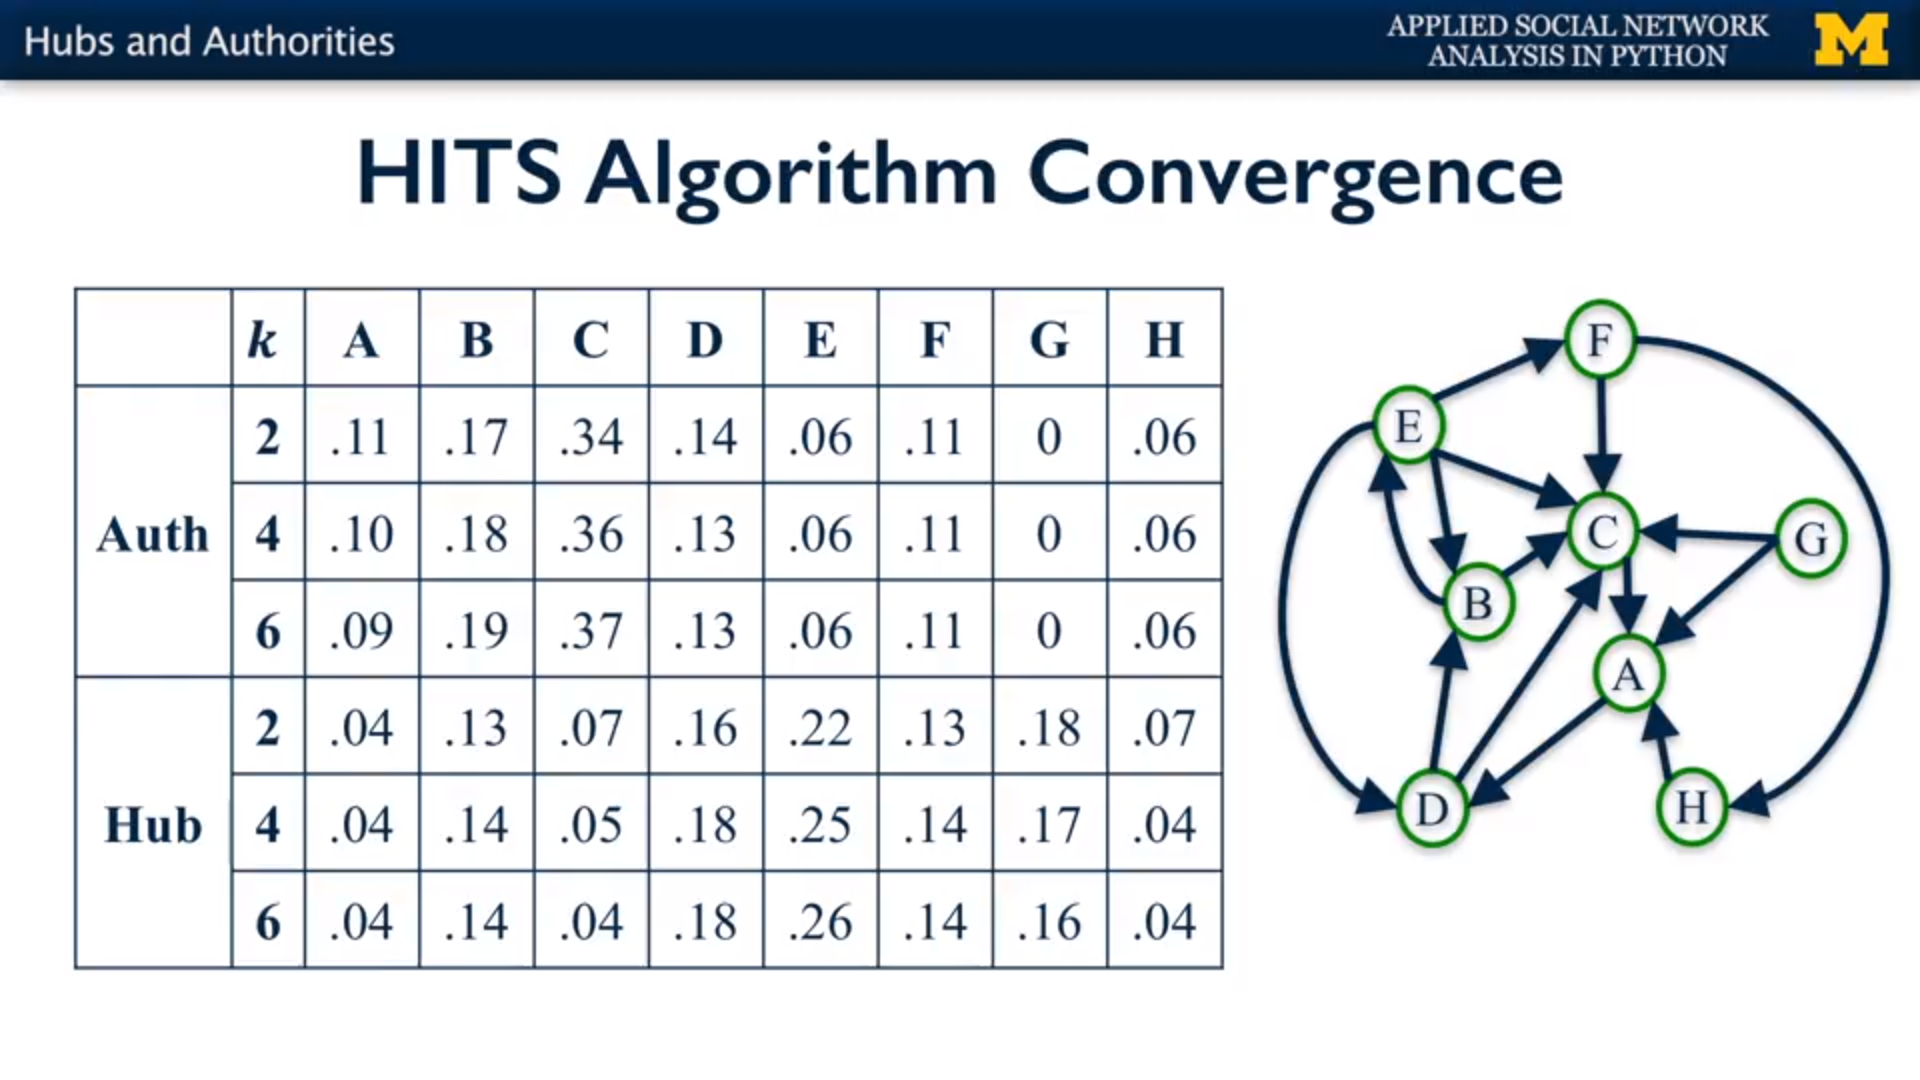 Hubs and Authorities
APPLIED SOCIAL NETWORK
ANALYSIS IN PYTHON
M
HITS Algorithm Convergence
k A B C D E F G H
Auth
2 .11 .17 .34 .14 .06 .11 0 .06
4 .10 .18 .36 .13 .06 .11 0 .06
6 .09 .19 .37 .13 .06 .11 0 .06
Hub
2 .04 .13 .07 .16 .22 .13 .18 .07
4 .04 .14 .05 .18 .25 .14 .17 .04
6 .04 .14 .04 .18 .26 .14 .16 .04
F
E
C
G
B
A
D
H